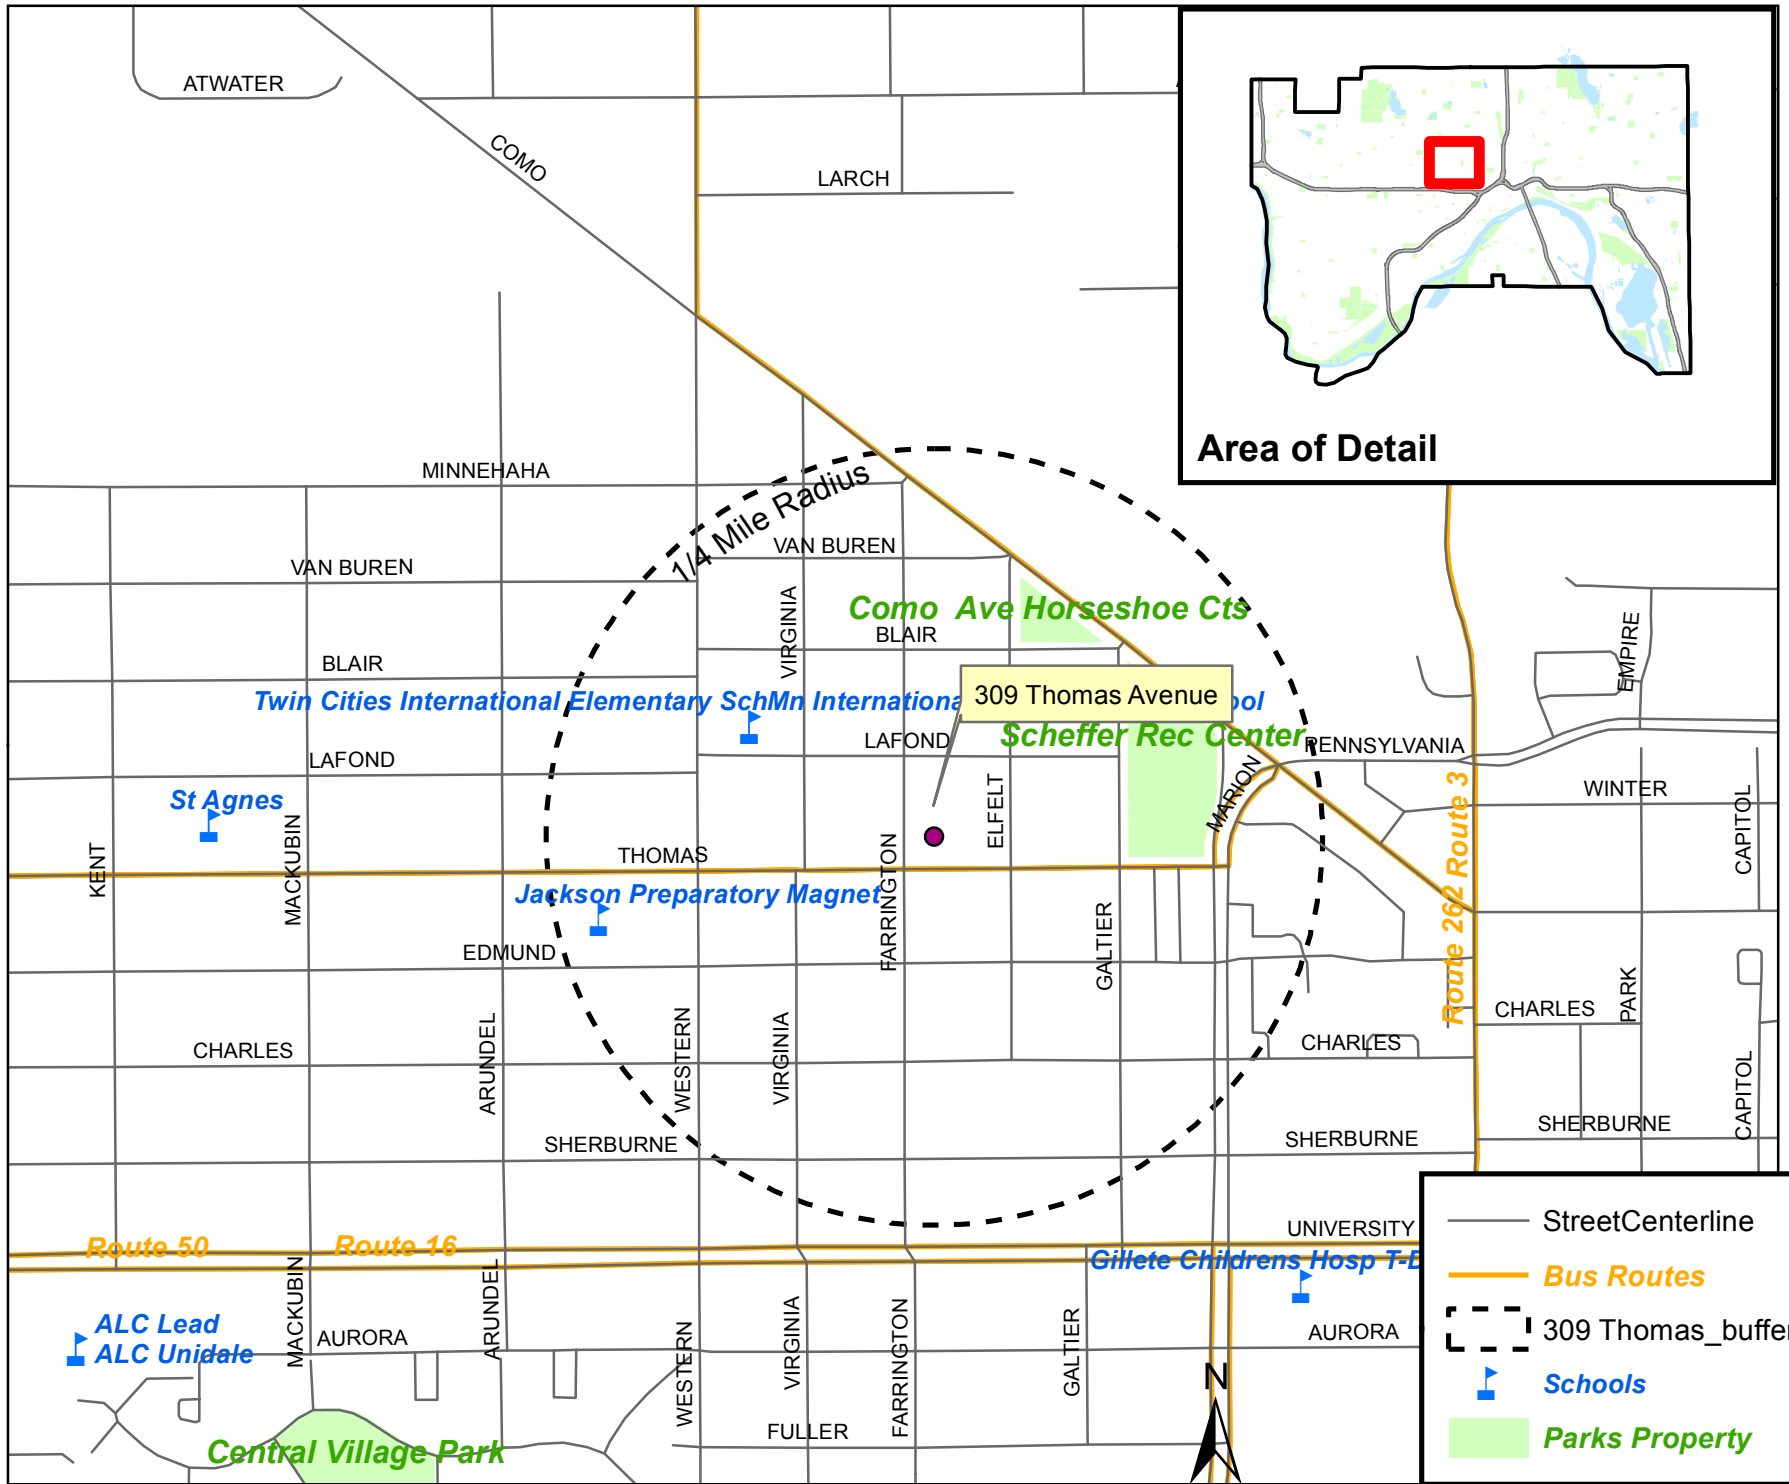 ATWATER
COMO
LARCH
Area of Detail
MINNEHAHA
1/4 Mile Radius
VAN BUREN
VAN BUREN
VIRGINIA
Como Ave Horseshoe Cts
BLAIR
BLAIR
EMPIRE
309 Thomas Avenue
Twin Cities International Elementary SchMn Internationa
ool
Scheffer Rec Center
LAFOND
LAFOND
PENNSYLVANIA
MARION
WINTER
St Agnes
KENT
MACKUBIN
THOMAS
FARRINGTON
ELFELT
Route 262 Route 3
CAPITOL
Jackson Preparatory Magnet
EDMUND
GALTIER
PARK
CHARLES
CHARLES
CHARLES
ARUNDEL
WESTERN
VIRGINIA
CAPITOL
SHERBURNE
SHERBURNE
SHERBURNE
UNIVERSITY
Route 50
Route 16
Gillete Childrens Hosp T-D
MACKUBIN
ARUNDEL
ALC Lead
ALC Unidale
AURORA
AURORA
WESTERN
VIRGINIA
FARRINGTON
GALTIER
FULLER
Central Village Park
N
StreetCenterline
Bus Routes
309 Thomas_buffer
Schools
Parks Property